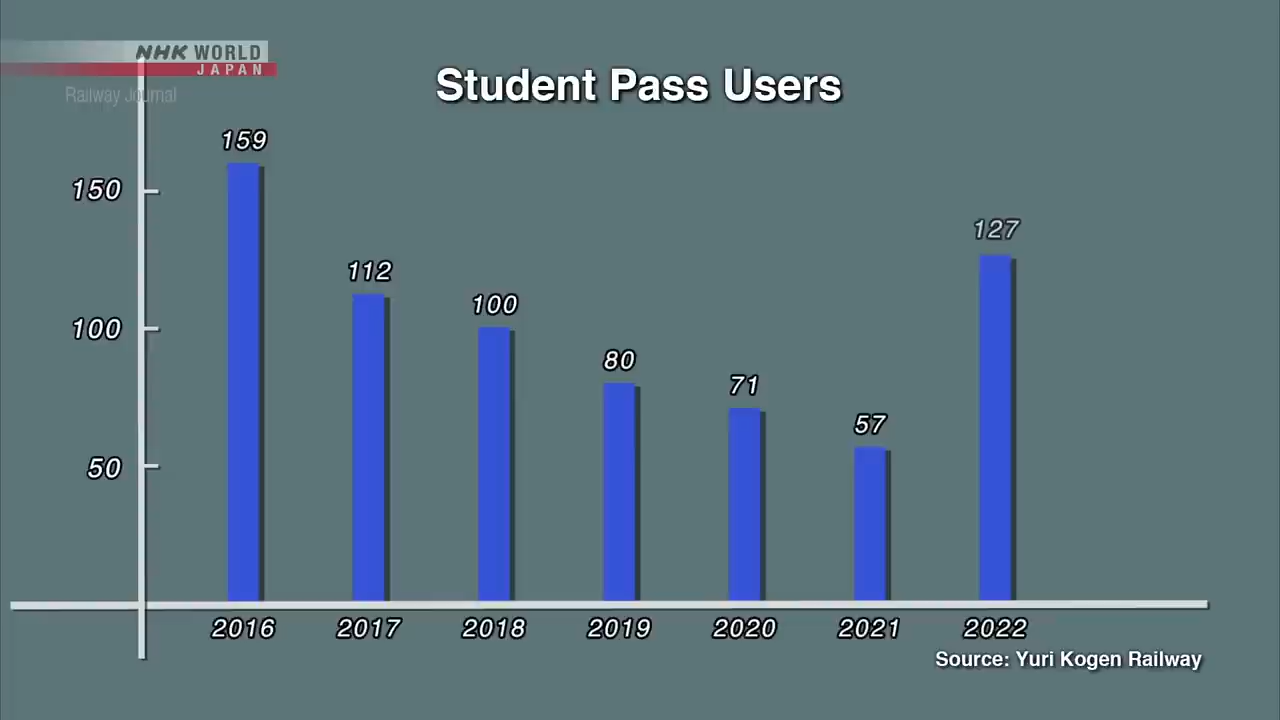 NHK WORLD
JAPAN
Railway Journal
Student Pass Users
159
150
112
127
100
100
80
71
57
50
2016 2017 2018 2019 2020 2021 2022
Source: Yuri Kogen Railway